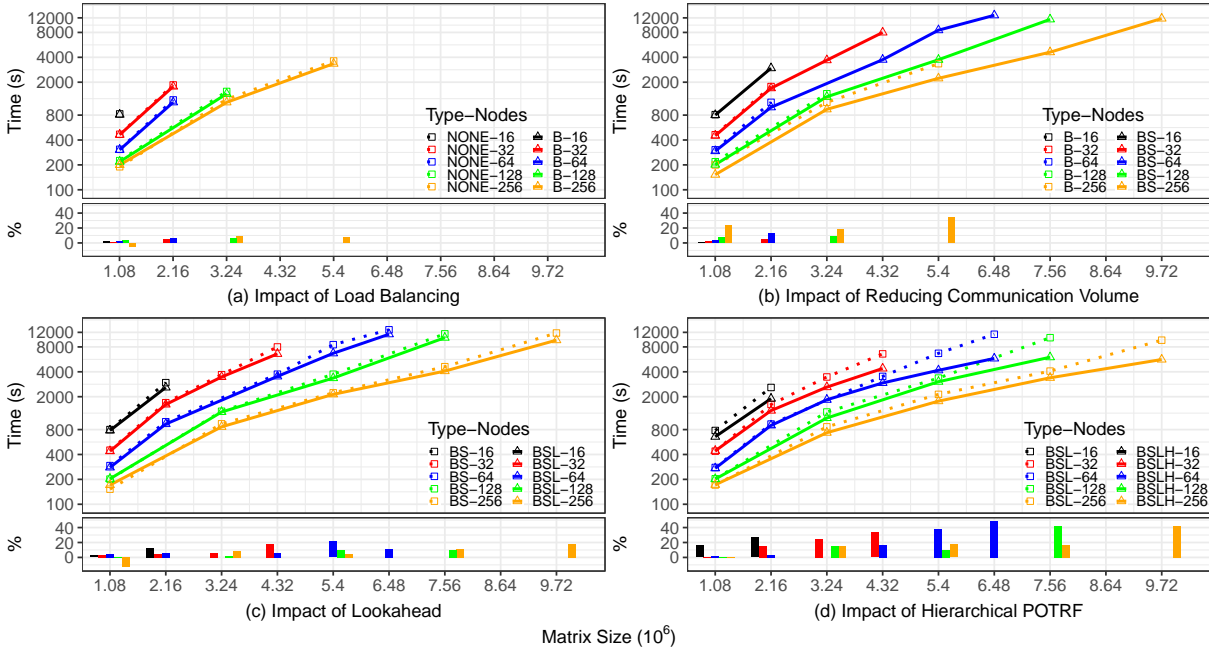 12000
8000
4000
2000
800
400
200
100
Time (s)
Type−Nodes
NONE−16 B−16
NONE−32 B−32
NONE−64 B−64
NONE−128 B−128
NONE−256 B−256
40
20
0
%
1.08 2.16 3.24 4.32 5.4 6.48 7.56 8.64 9.72
(a) Impact of Load Balancing
12000
8000
4000
2000
800
400
200
100
Time (s)
Type−Nodes
B−16 BS−16
B−32 BS−32
B−64 BS−64
B−128 BS−128
B−256 BS−256
40
20
0
%
1.08 2.16 3.24 4.32 5.4 6.48 7.56 8.64 9.72
(b) Impact of Reducing Communication Volume
12000
8000
4000
2000
800
400
200
100
Time (s)
Type−Nodes
BS−16 BSL−16
BS−32 BSL−32
BS−64 BSL−64
BS−128 BSL−128
BS−256 BSL−256
40
20
0
%
1.08 2.16 3.24 4.32 5.4 6.48 7.56 8.64 9.72
(c) Impact of Lookahead
12000
8000
4000
2000
800
400
200
100
Time (s)
Type−Nodes
BSL−16 BSLH−16
BSL−32 BSLH−32
BSL−64 BSLH−64
BSL−128 BSLH−128
BSL−256 BSLH−256
40
20
0
%
1.08 2.16 3.24 4.32 5.4 6.48 7.56 8.64 9.72
(d) Impact of Hierarchical POTRF
Matrix Size (10⁶)